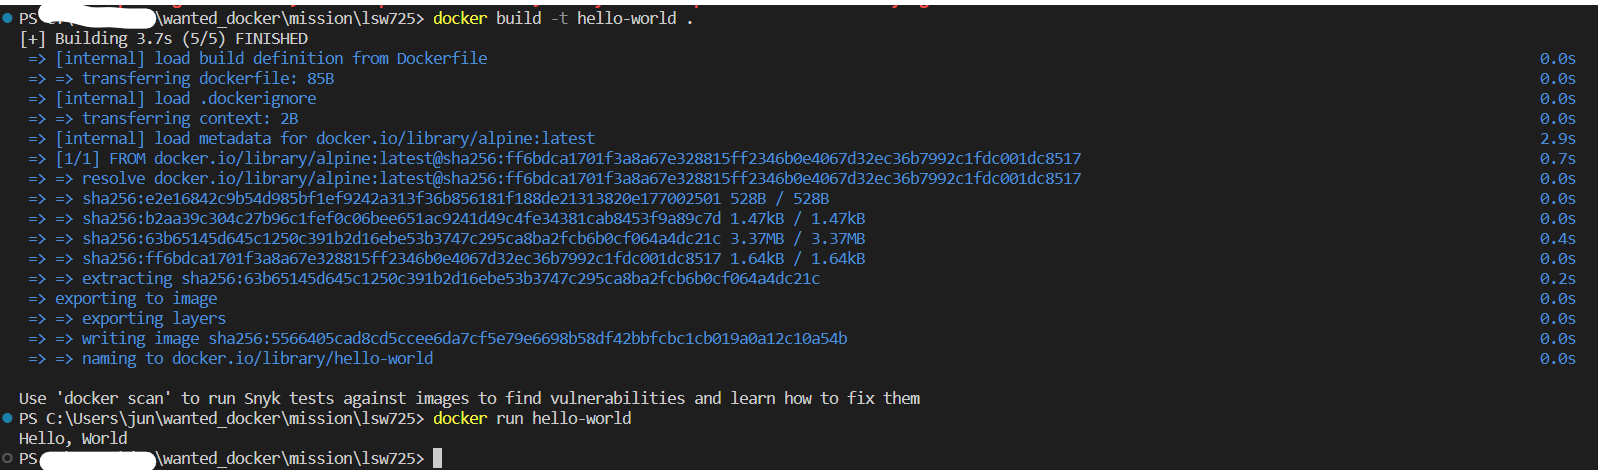 PS C:\wanted_docker\mission\lsw725> docker build -t hello-world .
[+] Building 3.7s (5/5) FINISHED
=> [internal] load build definition from Dockerfile 0.0s
=> => transferring dockerfile: 85B 0.0s
=> [internal] load .dockerignore 0.0s
=> => transferring context: 2B 0.0s
=> [internal] load metadata for docker.io/library/alpine:latest 2.9s
=> [1/1] FROM docker.io/library/alpine:latest@sha256:ff6bdca1701f3a8a67e328815ff2346b0e4067d32ec36b7992c1fdc001dc8517 0.7s
=> => resolve docker.io/library/alpine:latest@sha256:ff6bdca1701f3a8a67e328815ff2346b0e4067d32ec36b7992c1fdc001dc8517 0.0s
=> => sha256:e2e16842c9b54d985bf1ef9242a313f36b856181f188de21313820e177002501 528B / 528B 0.0s
=> => sha256:b2aa39c304c27b96c1fef0c06bee651ac9241d49c4fe34381cab8453f9a89c7d 1.47kB / 1.47kB 0.0s
=> => sha256:63b65145d645c1250c391b2d16ebe53b3747c295ca8ba2fcb6b0cf064a4dc21c 3.37MB / 3.37MB 0.4s
=> => sha256:ff6bdca1701f3a8a67e328815ff2346b0e4067d32ec36b7992c1fdc001dc8517 1.64kB / 1.64kB 0.0s
=> => extracting sha256:63b65145d645c1250c391b2d16ebe53b3747c295ca8ba2fcb6b0cf064a4dc21c 0.2s
=> exporting to image 0.0s
=> => exporting layers 0.0s
=> => writing image sha256:5566405cad8cd5ccee6da7cf5e79e6698b58df42bbfcbc1cb019a0a12c10a54b 0.0s
=> => naming to docker.io/library/hello-world 0.0s
Use 'docker scan' to run Snyk tests against images to find vulnerabilities and learn how to fix them
PS C:\Users\jun\wanted_docker\mission\lsw725> docker run hello-world
Hello, World
PS \wanted_docker\mission\lsw725>